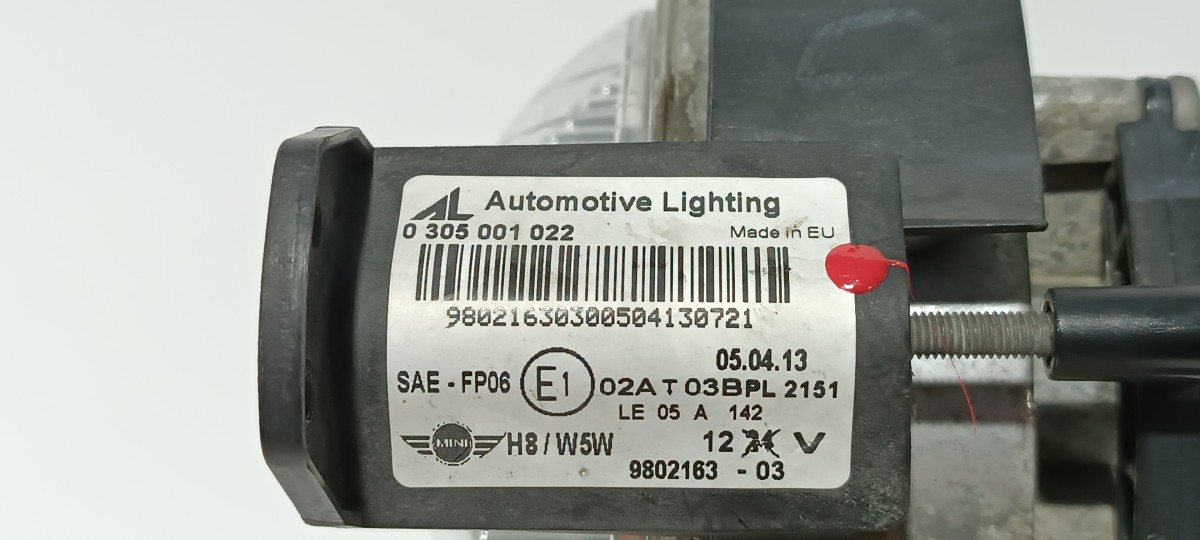 AL Automotive Lighting
0 305 001 022 Made in EU
98021630300504130721
05.04.13
SAE - FP06 E1 02A T 03BPL 2151
LE 05 A 142
MINI H8 / W5W 12 V
9802163 - 03